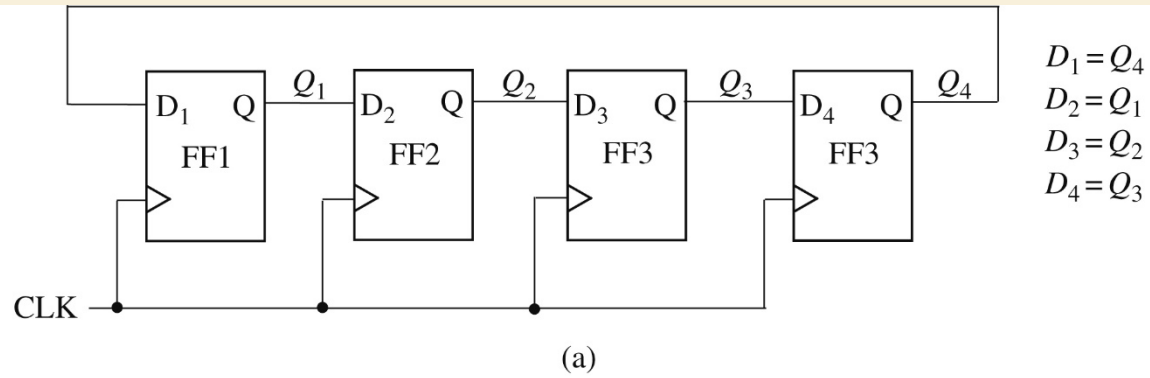 Q₁ Q₂ Q₃ Q₄
D₁ Q D₂ Q D₃ Q D₄ Q
FF1 FF2 FF3 FF3
CLK
(a)
D₁ = Q₄
D₂ = Q₁
D₃ = Q₂
D₄ = Q₃